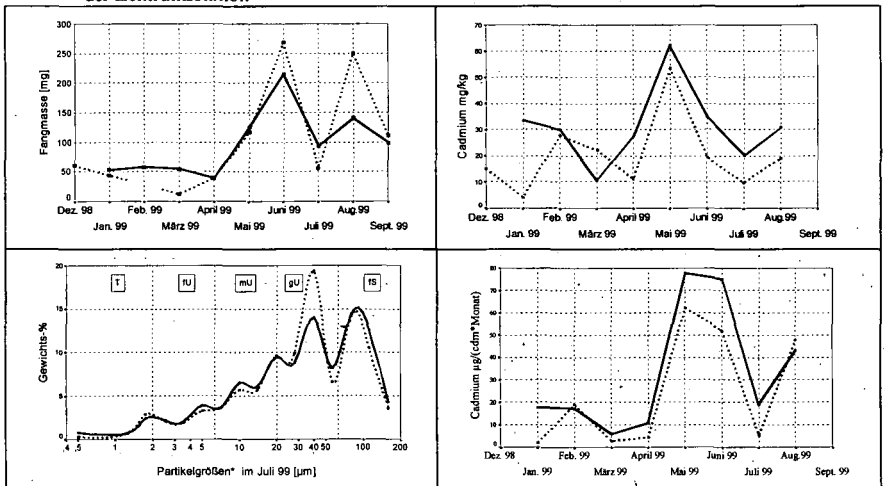 300
250
200
150
100
50
0
Fangmasse [mg]
Dez. 98 Feb. 99 April 99 Juni 99 Aug.99
Jan. 99 März 99 Mai 99 Juli 99 Sept. 99
70
60
50
40
30
20
10
0
Cadmium mg/kg
Dez. 98 Feb. 99 April 99 Juni 99 Aug.99
Jan. 99 März 99 Mai 99 Juli 99 Sept. 99
T fU mU gU fS
20
15
10
5
0
Gewichts-%
.4 .5 1 2 3 4 5 10 20 30 40 50 100 200
Partikelgrößen* im Juli 99 [µm]
80
70
60
50
40
30
20
10
0
Cadmium µg/(cdm*Monat)
Dez. 98 Feb. 99 April 99 Juni 99 Aug. 99
Jan. 99 März 99 Mai 99 Juli 99 Sept. 99